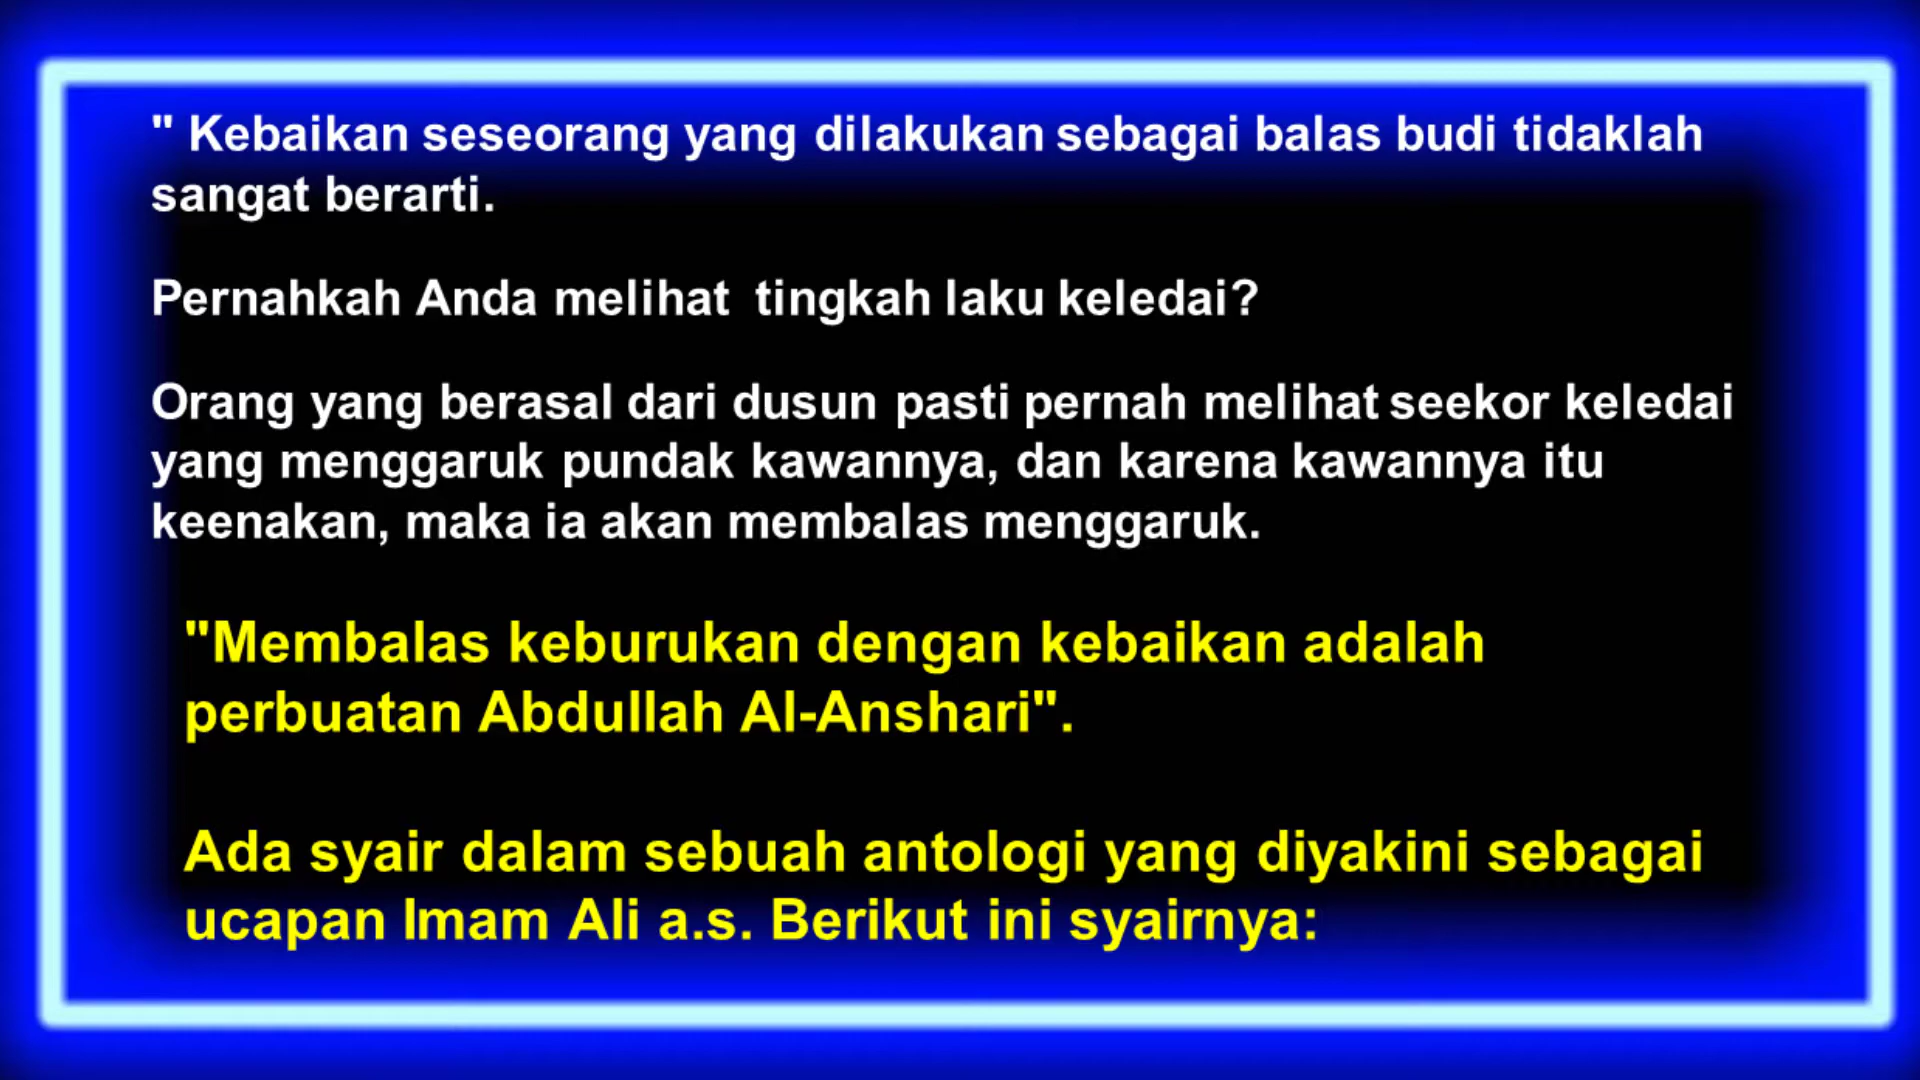 " Kebaikan seseorang yang dilakukan sebagai balas budi tidaklah
sangat berarti.
Pernahkah Anda melihat tingkah laku keledai?
Orang yang berasal dari dusun pasti pernah melihat seekor keledai
yang menggaruk pundak kawannya, dan karena kawannya itu
keenakan, maka ia akan membalas menggaruk.
"Membalas keburukan dengan kebaikan adalah
perbuatan Abdullah Al-Anshari".
Ada syair dalam sebuah antologi yang diyakini sebagai
ucapan Imam Ali a.s. Berikut ini syairnya: